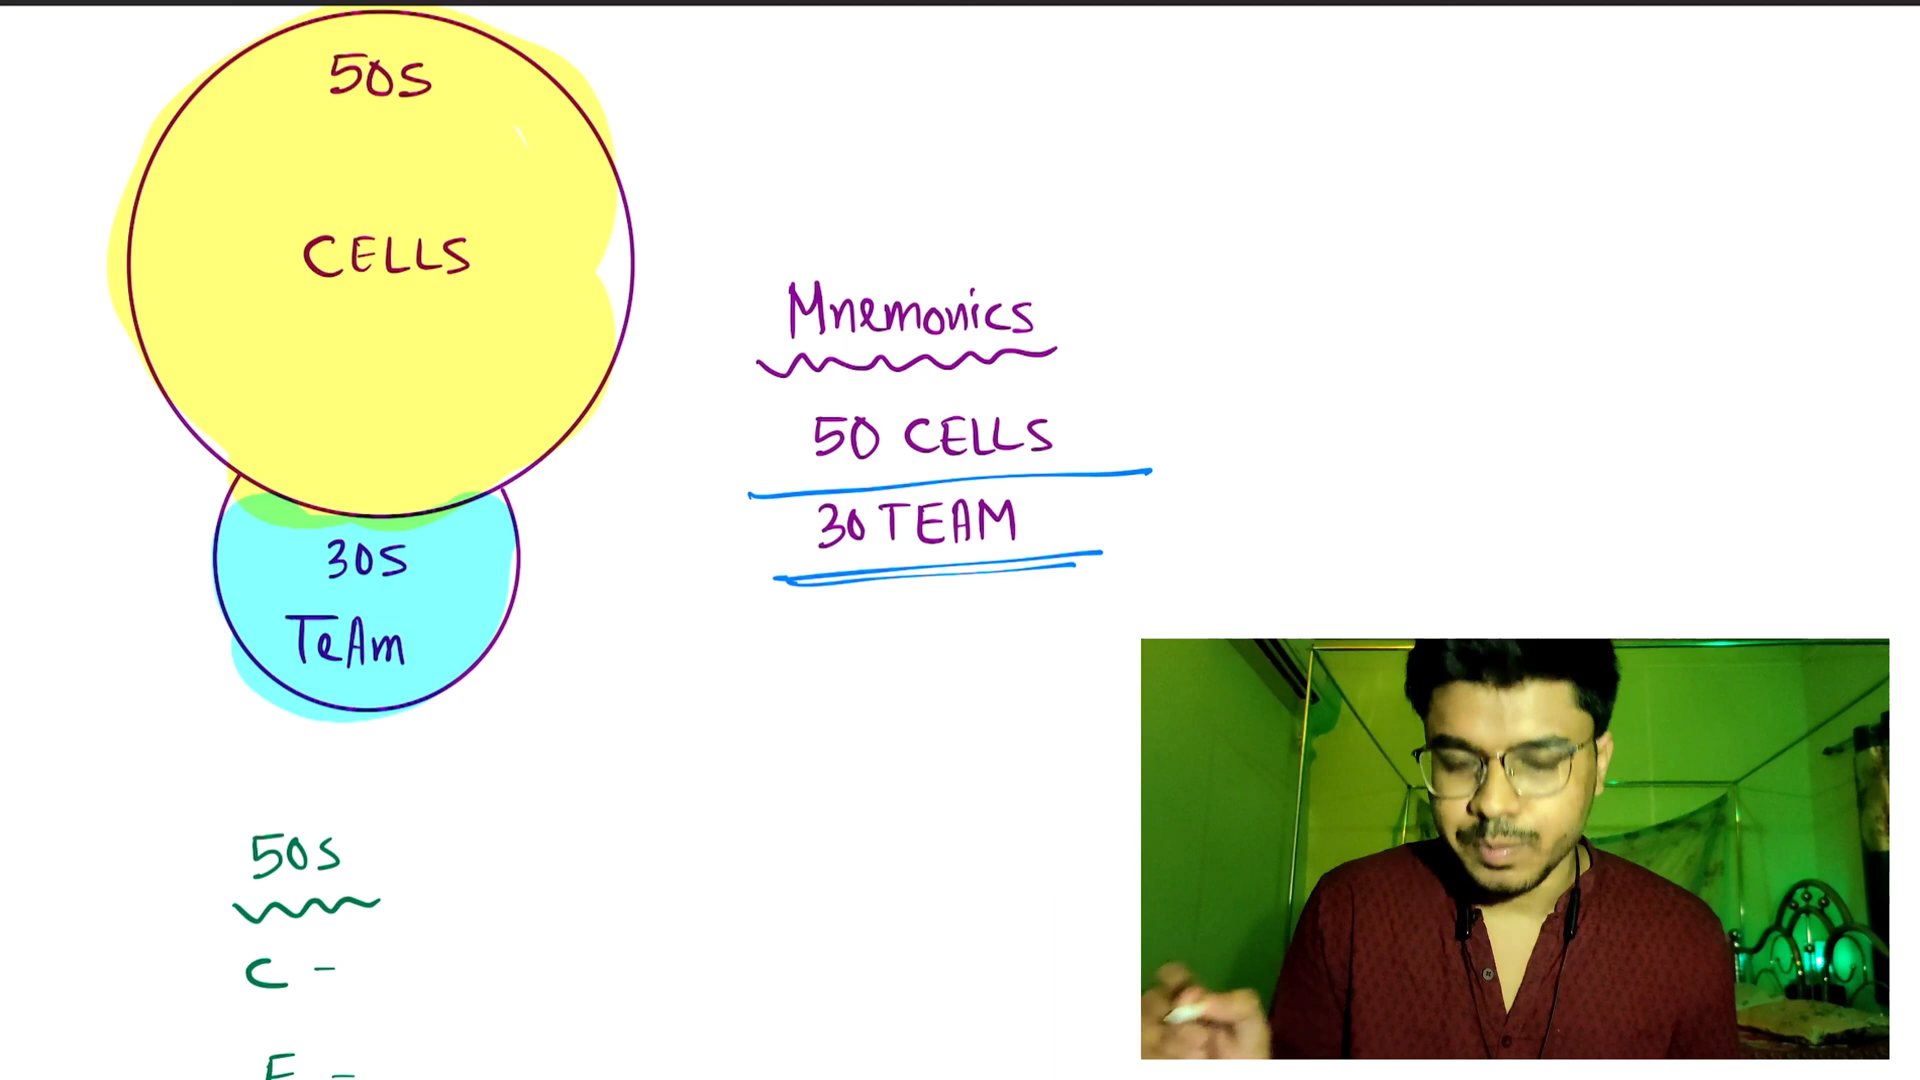 50S
CELLS
30S
TeAm
Mnemonics
50 CELLS
30 TEAM
50S
C -
E -